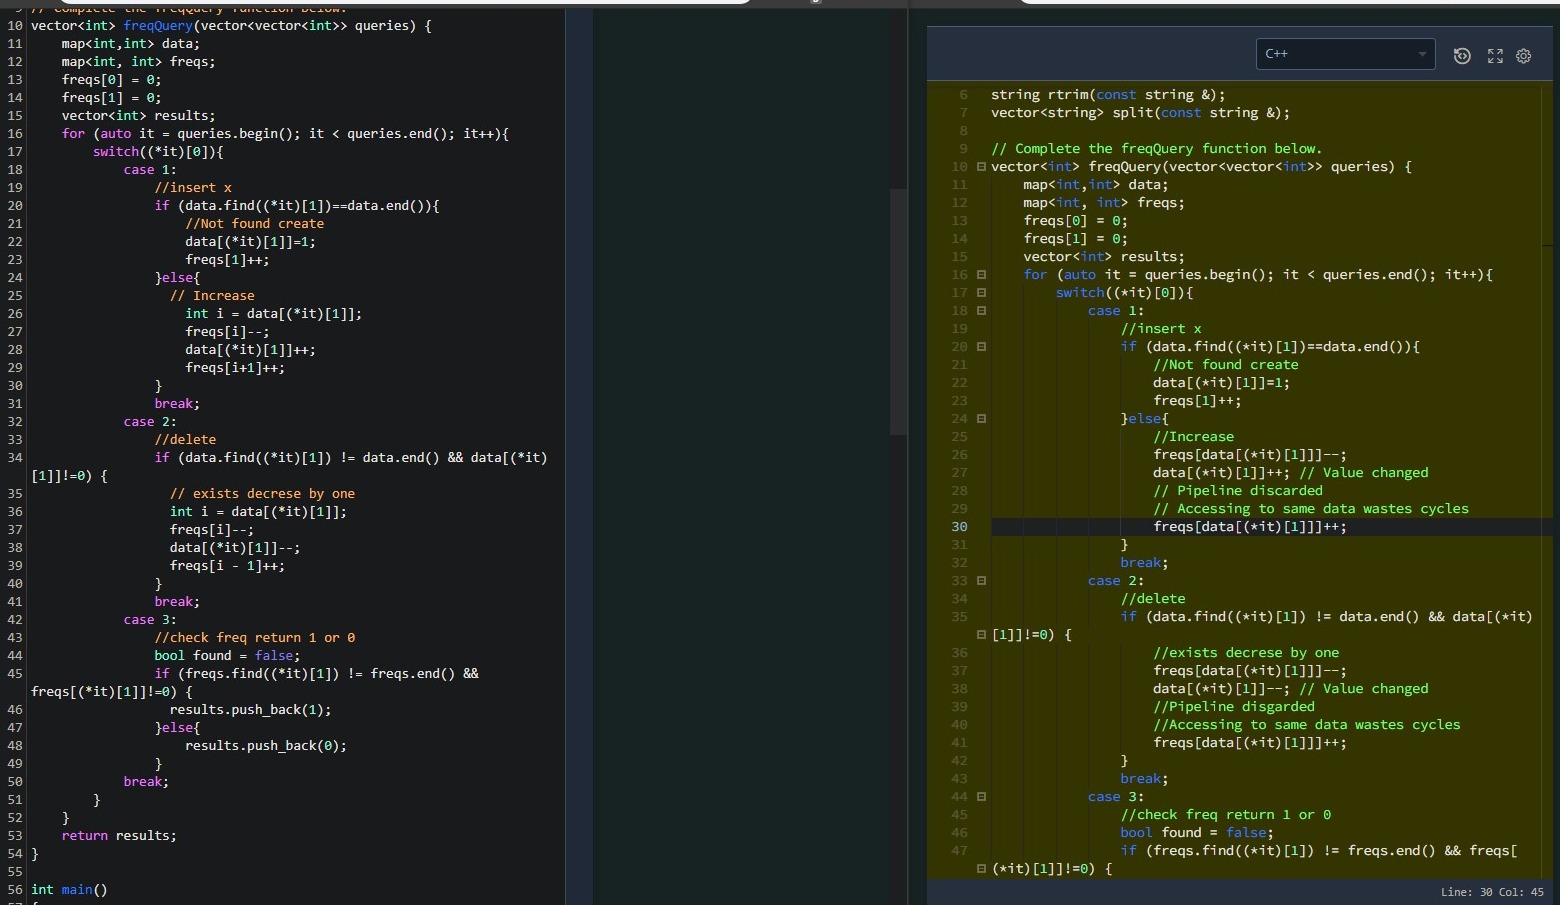 9 // Complete the freqQuery function below.
10 vector<int> freqQuery(vector<vector<int>> queries) {
11 map<int,int> data;
12 map<int, int> freqs;
13 freqs[0] = 0;
14 freqs[1] = 0;
15 vector<int> results;
16 for (auto it = queries.begin(); it < queries.end(); it++){
17 switch((*it)[0]){
18 case 1:
19 //insert x
20 if (data.find((*it)[1])==data.end()){
21 //Not found create
22 data[(*it)[1]]=1;
23 freqs[1]++;
24 }else{
25 // Increase
26 int i = data[(*it)[1]];
27 freqs[i]--;
28 data[(*it)[1]]++;
29 freqs[i+1]++;
30 }
31 break;
32 case 2:
33 //delete
34 if (data.find((*it)[1]) != data.end() && data[(*it)
[1]]!=0) {
35 // exists decrese by one
36 int i = data[(*it)[1]];
37 freqs[i]--;
38 data[(*it)[1]]--;
39 freqs[i - 1]++;
40 }
41 break;
42 case 3:
43 //check freq return 1 or 0
44 bool found = false;
45 if (freqs.find((*it)[1]) != freqs.end() &&
freqs[(*it)[1]]!=0) {
46 results.push_back(1);
47 }else{
48 results.push_back(0);
49 }
50 break;
51 }
52 }
53 return results;
54 }
55
56 int main()
C++
6 string rtrim(const string &);
7 vector<string> split(const string &);
8
9 // Complete the freqQuery function below.
10 vector<int> freqQuery(vector<vector<int>> queries) {
11 map<int,int> data;
12 map<int, int> freqs;
13 freqs[0] = 0;
14 freqs[1] = 0;
15 vector<int> results;
16 for (auto it = queries.begin(); it < queries.end(); it++){
17 switch((*it)[0]){
18 case 1:
19 //insert x
20 if (data.find((*it)[1])==data.end()){
21 //Not found create
22 data[(*it)[1]]=1;
23 freqs[1]++;
24 }else{
25 //Increase
26 freqs[data[(*it)[1]]]--;
27 data[(*it)[1]]++; // Value changed
28 // Pipeline discarded
29 // Accessing to same data wastes cycles
30 freqs[data[(*it)[1]]]++;
31 }
32 break;
33 case 2:
34 //delete
35 if (data.find((*it)[1]) != data.end() && data[(*it)
[1]]!=0) {
36 //exists decrese by one
37 freqs[data[(*it)[1]]]--;
38 data[(*it)[1]]--; // Value changed
39 //Pipeline disgarded
40 //Accessing to same data wastes cycles
41 freqs[data[(*it)[1]]]++;
42 }
43 break;
44 case 3:
45 //check freq return 1 or 0
46 bool found = false;
47 if (freqs.find((*it)[1]) != freqs.end() && freqs[
(*it)[1]]!=0) {
Line: 30 Col: 45